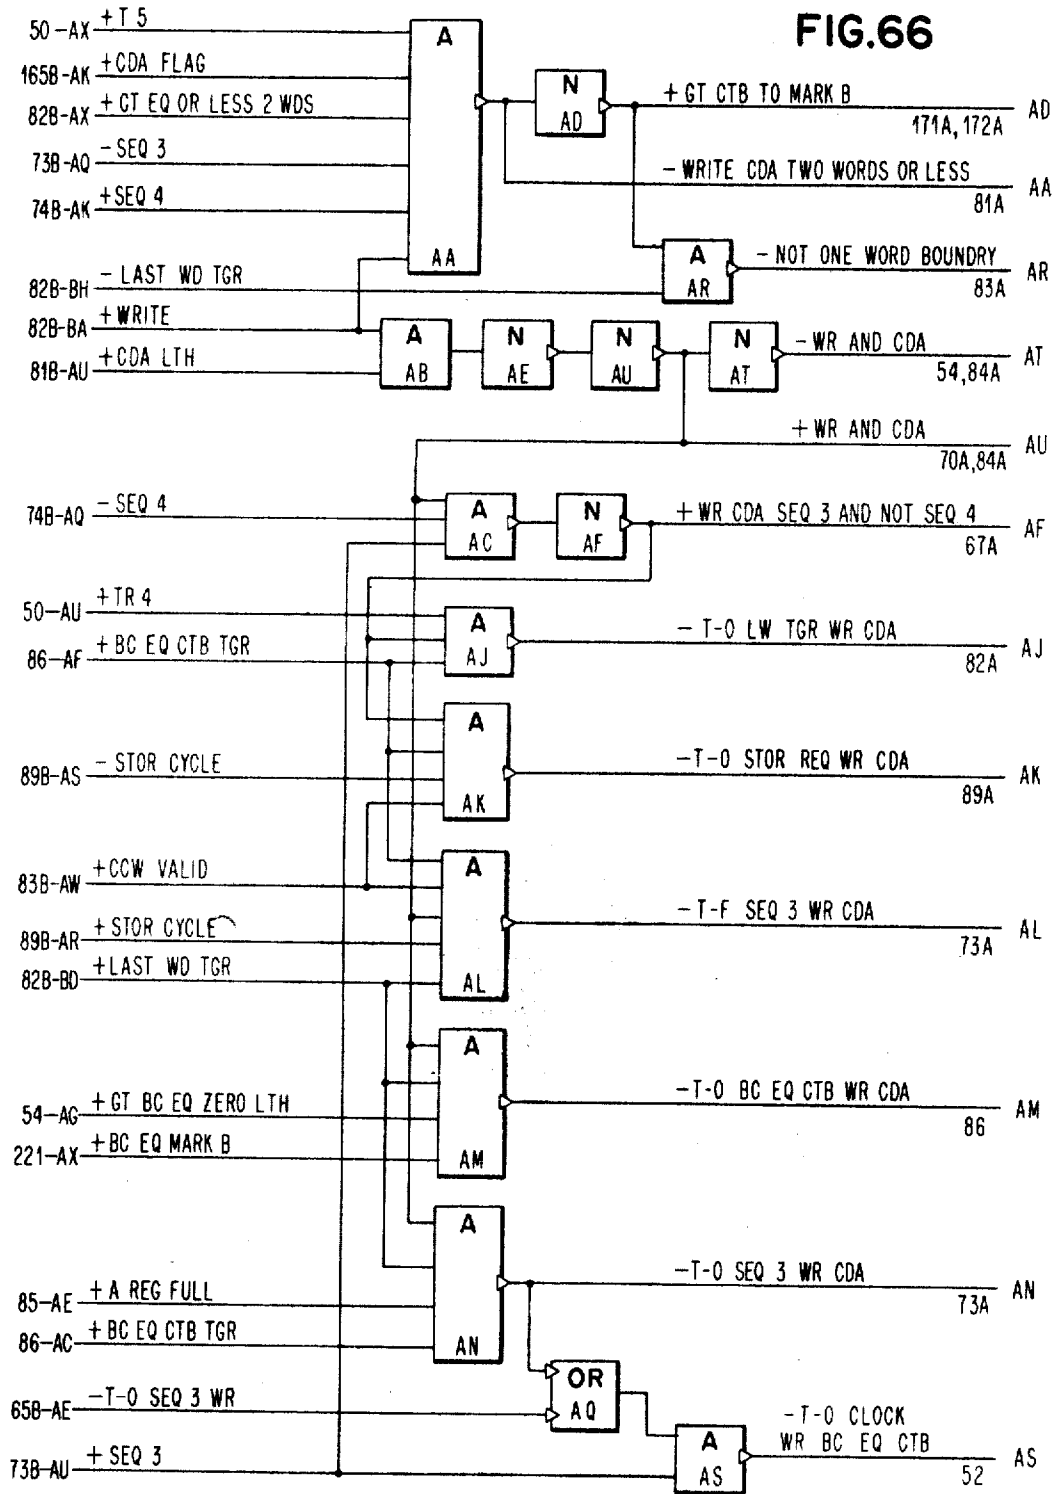 FIG.66
50-AX +T 5
165B-AK +CDA FLAG
82B-AX +CT EQ OR LESS 2 WDS
73B-AQ -SEQ 3
74B-AK +SEQ 4
A
AA
N
AD
+GT CTB TO MARK B
171A, 172A
AD
-WRITE CDA TWO WORDS OR LESS
81A
AA
82B-BH -LAST WD TGR
A
AR
-NOT ONE WORD BOUNDRY
83A
AR
82B-BA +WRITE
81B-AU +CDA LTH
A
AB
N
AE
N
AU
N
AT
-WR AND CDA
54,84A
AT
+WR AND CDA
70A,84A
AU
74B-AQ -SEQ 4
A
AC
N
AF
+WR CDA SEQ 3 AND NOT SEQ 4
67A
AF
50-AU +TR 4
86-AF +BC EQ CTB TGR
A
AJ
-T-O LW TGR WR CDA
82A
AJ
89B-AS -STOR CYCLE
A
AK
-T-O STOR REQ WR CDA
89A
AK
83B-AW +CCW VALID
89B-AR +STOR CYCLE
82B-BD +LAST WD TGR
A
AL
-T-F SEQ 3 WR CDA
73A
AL
54-AG +GT BC EQ ZERO LTH
221-AX +BC EQ MARK B
A
AM
-T-O BC EQ CTB WR CDA
86
AM
85-AE +A REG FULL
86-AC +BC EQ CTB TGR
A
AN
-T-O SEQ 3 WR CDA
73A
AN
65B-AE -T-O SEQ 3 WR
OR
AQ
73B-AU +SEQ 3
A
AS
-T-O CLOCK
WR BC EQ CTB
52
AS